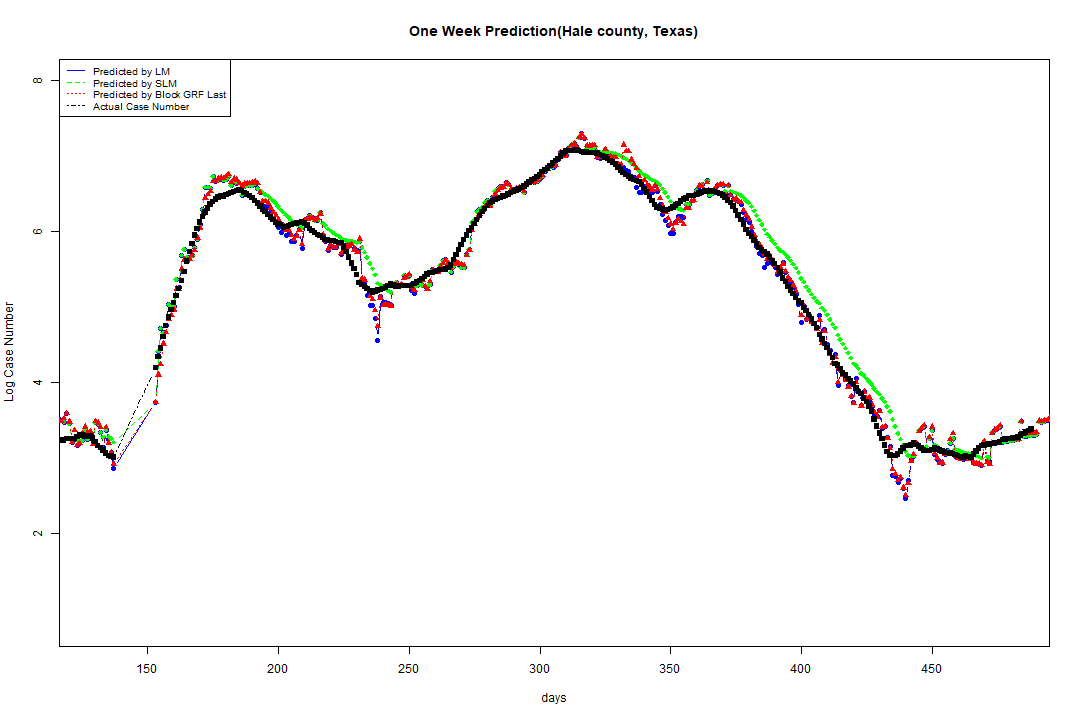 One Week Prediction(Hale county, Texas)
Predicted by LM
Predicted by SLM
Predicted by Block GRF Last
Actual Case Number
8
6
4
2
Log Case Number
150 200 250 300 350 400 450
days